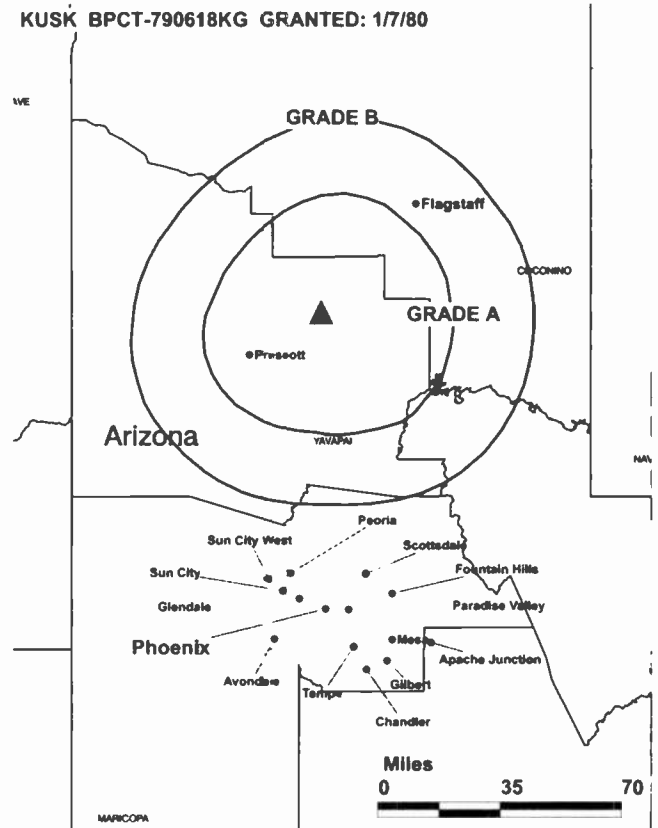 KUSK BPCT-790618KG GRANTED: 1/7/80
AVE
GRADE B
Flagstaff
COCONINO
GRADE A
Prescott
Arizona
YAVAPAI
NAV
Peoria
Sun City West
Scottsdale
Sun City
Fountain Hills
Glendale
Paradise Valley
Phoenix
Mesa
Apache Junction
Avondale
Tempe
Gilbert
Chandler
Miles
0 35 70
MARICOPA